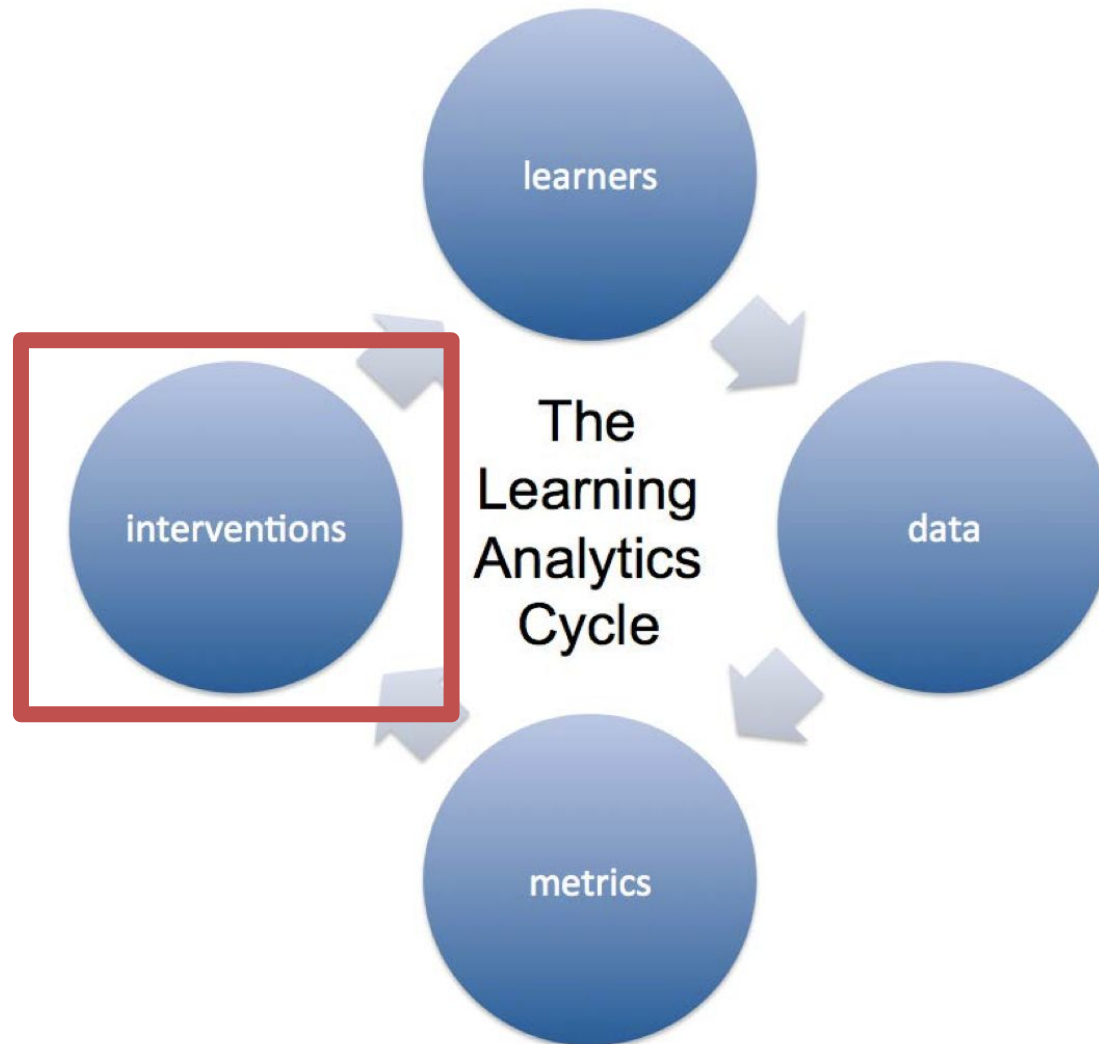 learners
The
Learning
Analytics
Cycle
interventions
data
metrics